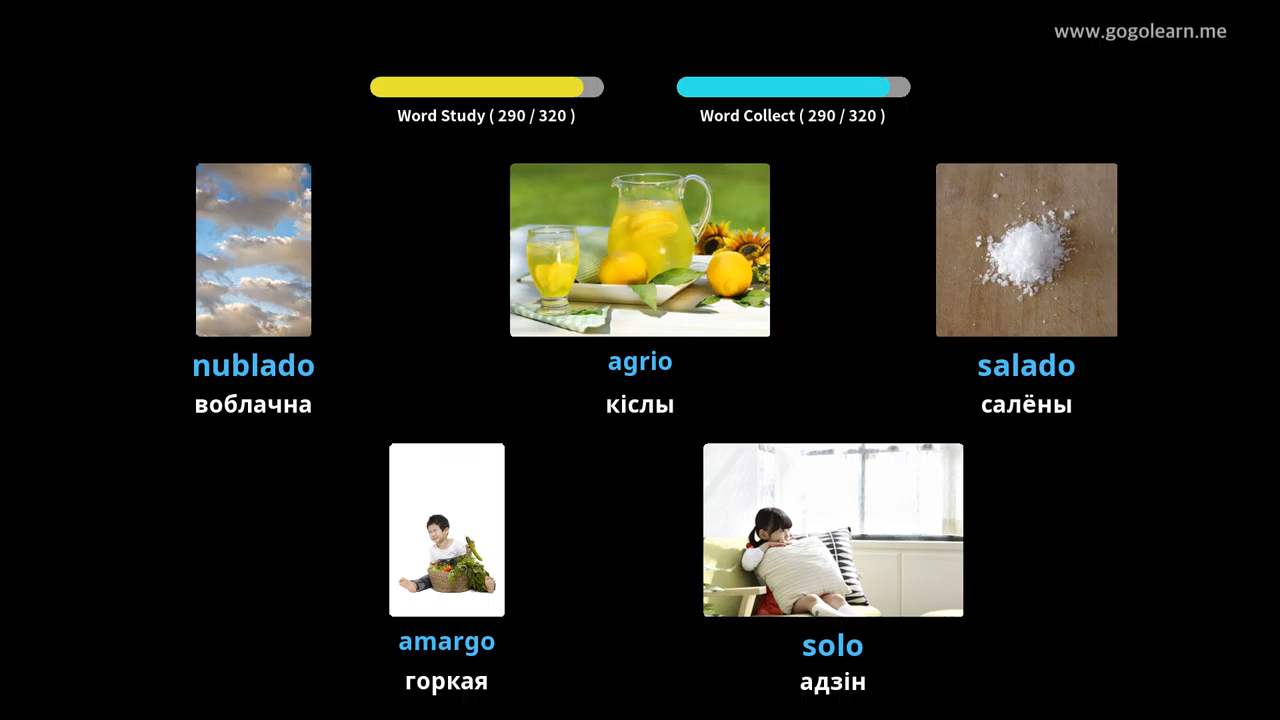 www.gogolearn.me
Word Study ( 290 / 320 )
Word Collect ( 290 / 320 )
nublado
воблачна
agrio
кіслы
salado
салёны
amargo
горкая
solo
адзін